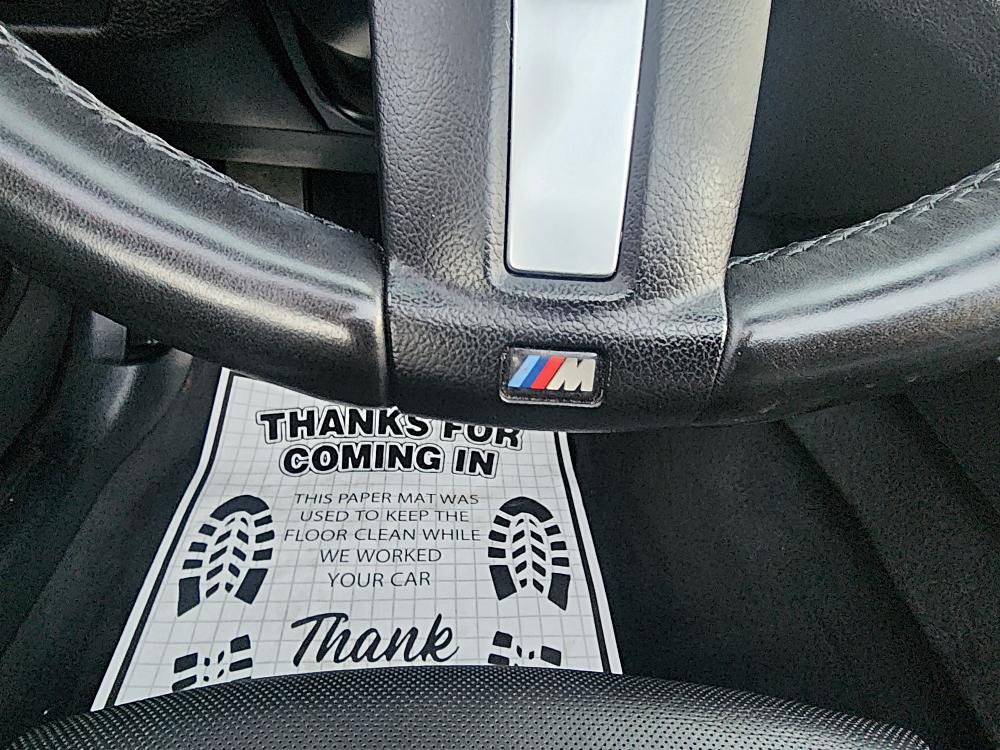 M
THANKS FOR
COMING IN
THIS PAPER MAT WAS
USED TO KEEP THE
FLOOR CLEAN WHILE
WE WORKED
YOUR CAR
Thank